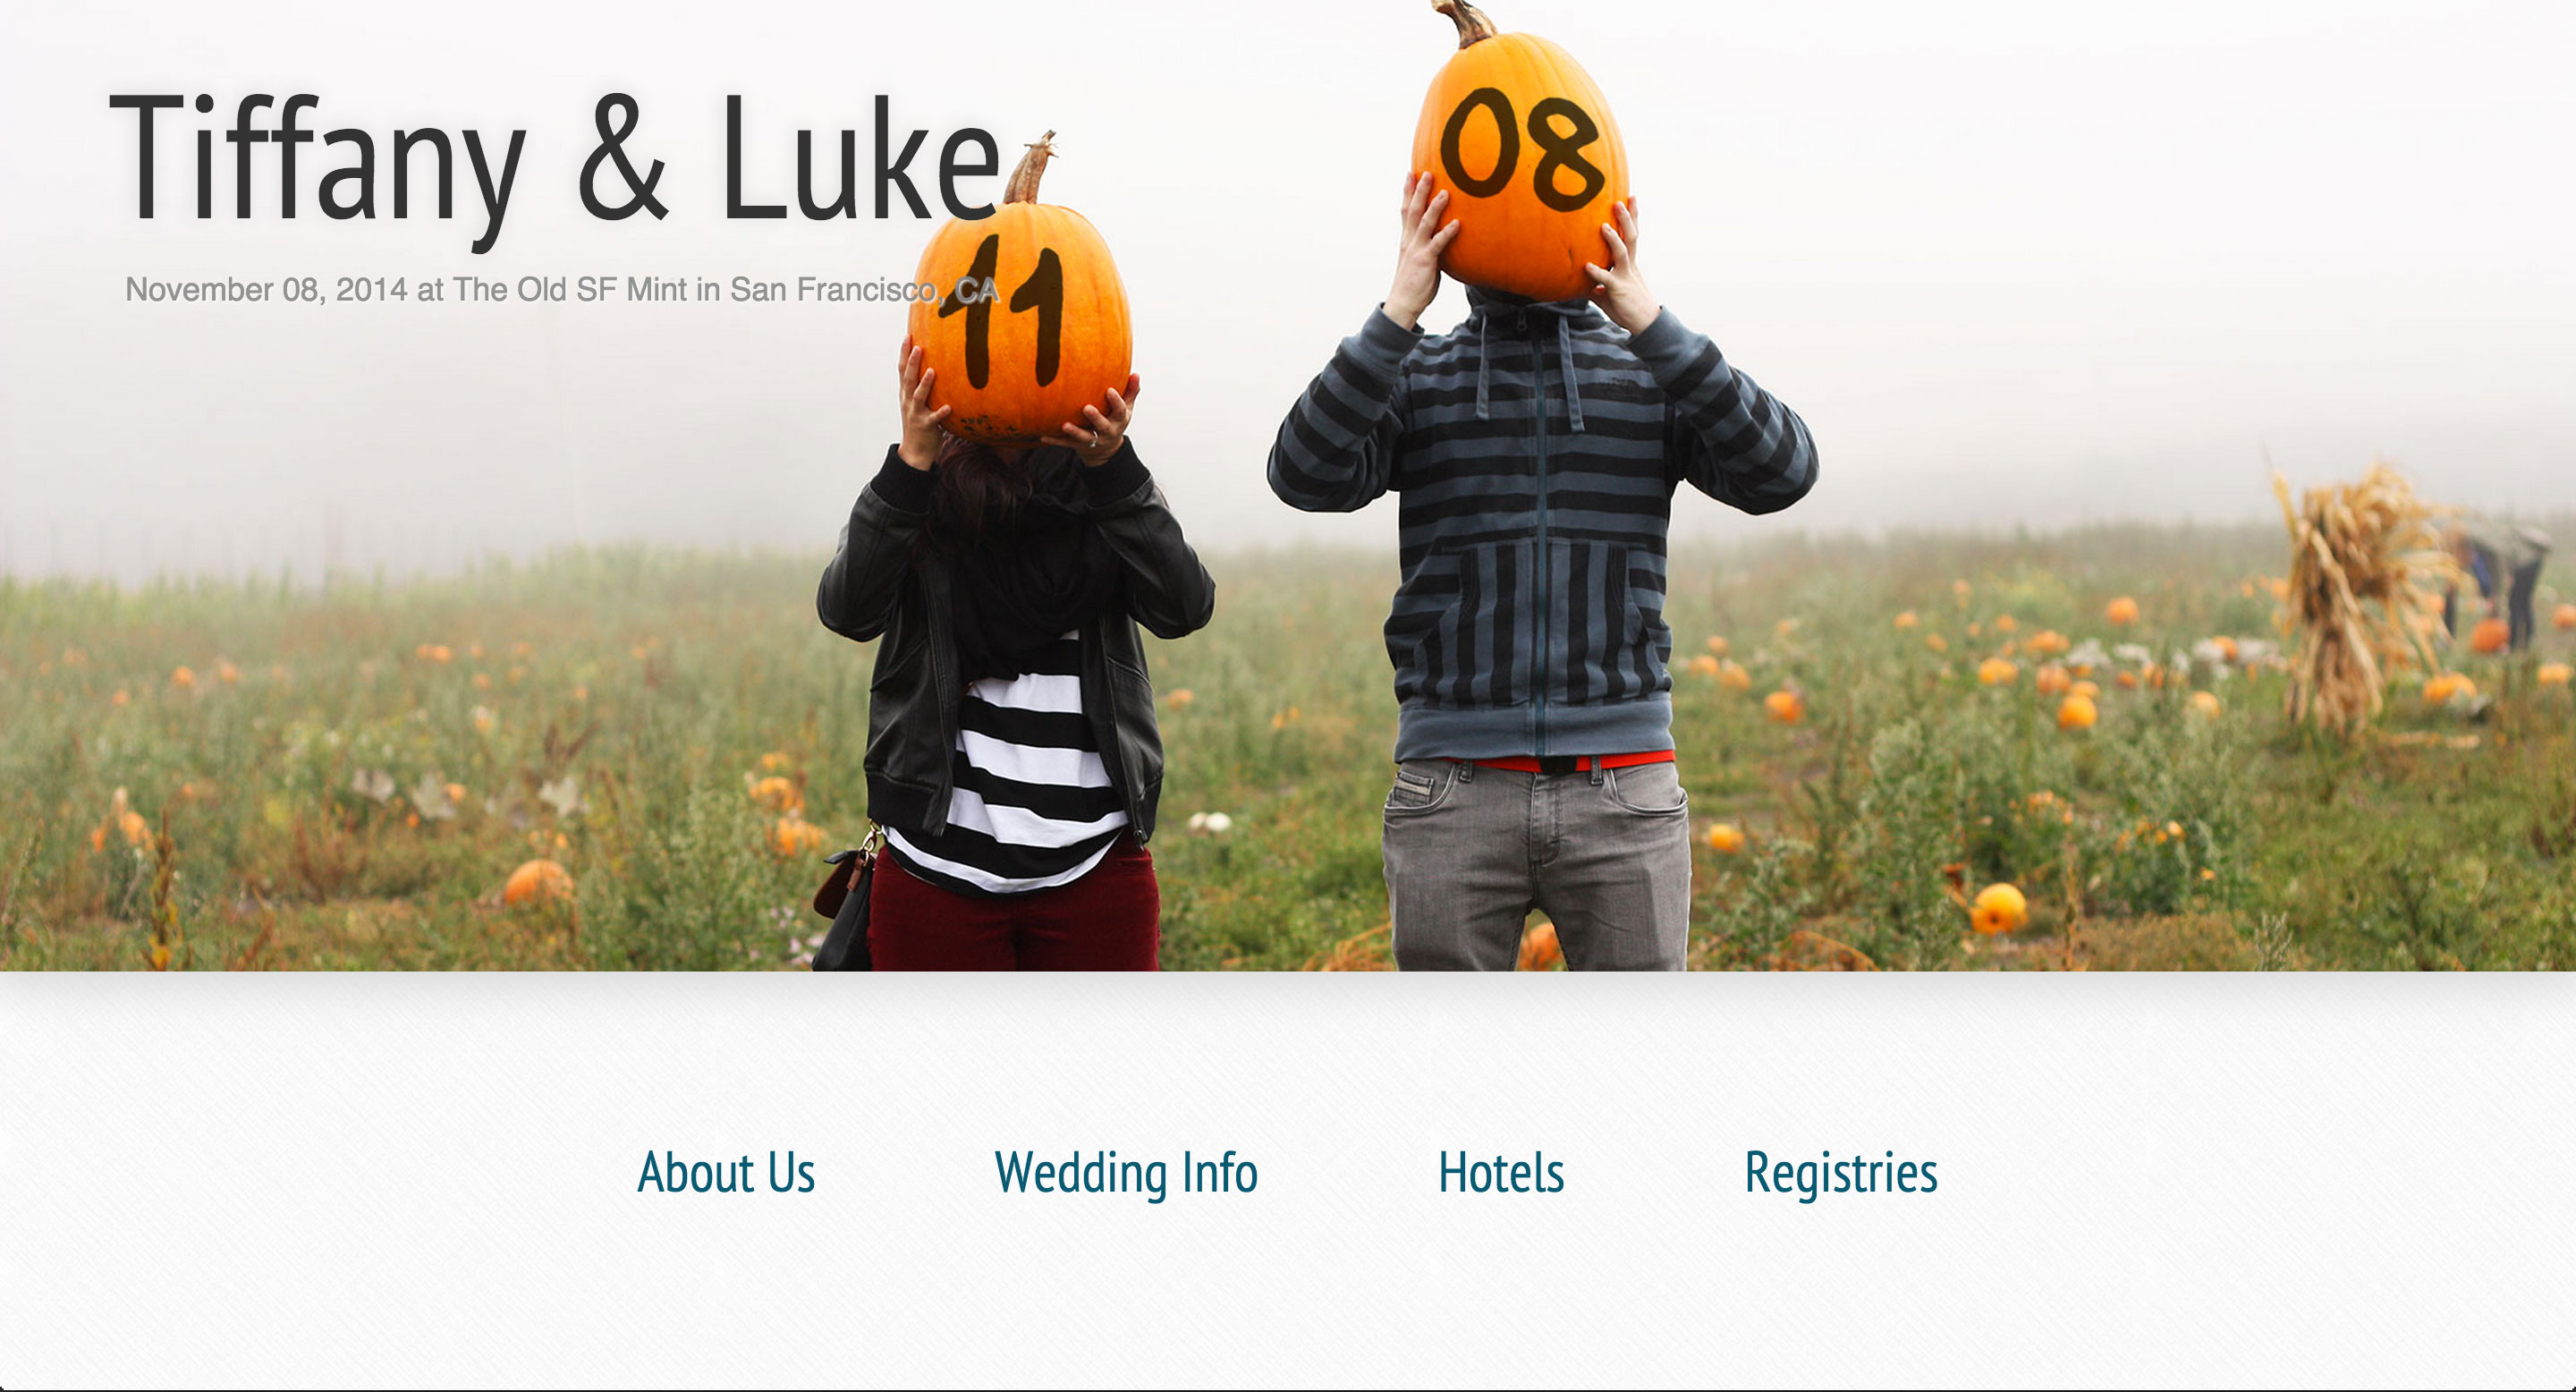 Tiffany & Luke
08
November 08, 2014 at The Old SF Mint in San Francisco, CA
11
About Us
Wedding Info
Hotels
Registries